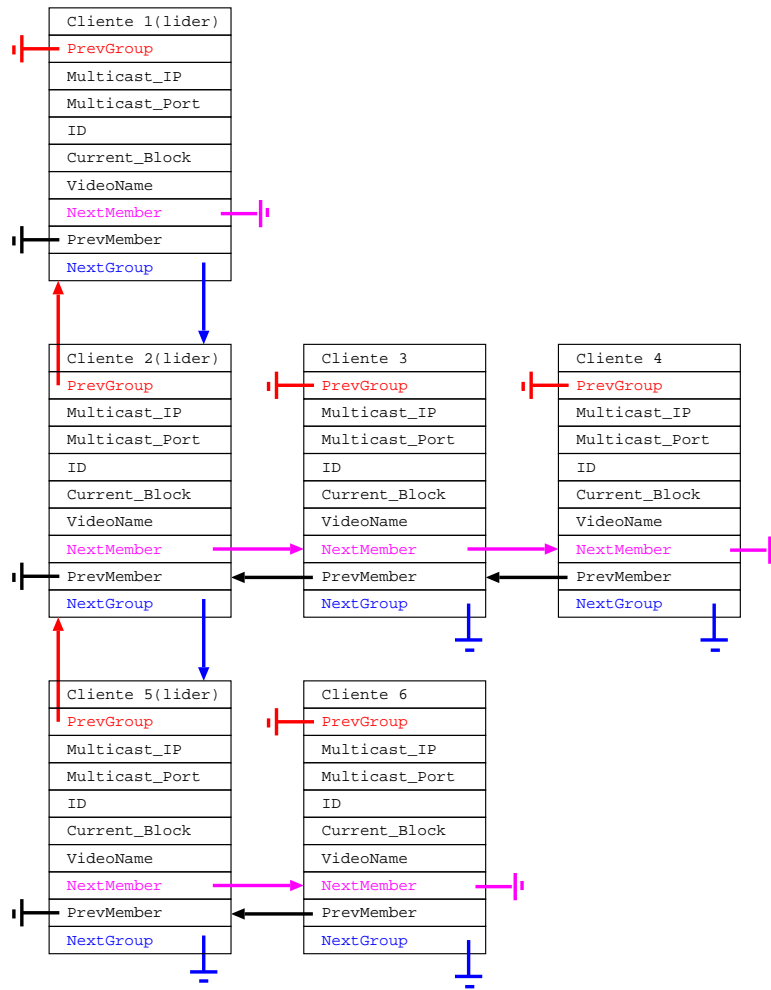 Cliente 1(lider)
PrevGroup
Multicast_IP
Multicast_Port
ID
Current_Block
VideoName
NextMember
PrevMember
NextGroup
Cliente 2(lider)
PrevGroup
Multicast_IP
Multicast_Port
ID
Current_Block
VideoName
NextMember
PrevMember
NextGroup
Cliente 3
PrevGroup
Multicast_IP
Multicast_Port
ID
Current_Block
VideoName
NextMember
PrevMember
NextGroup
Cliente 4
PrevGroup
Multicast_IP
Multicast_Port
ID
Current_Block
VideoName
NextMember
PrevMember
NextGroup
Cliente 5(lider)
PrevGroup
Multicast_IP
Multicast_Port
ID
Current_Block
VideoName
NextMember
PrevMember
NextGroup
Cliente 6
PrevGroup
Multicast_IP
Multicast_Port
ID
Current_Block
VideoName
NextMember
PrevMember
NextGroup